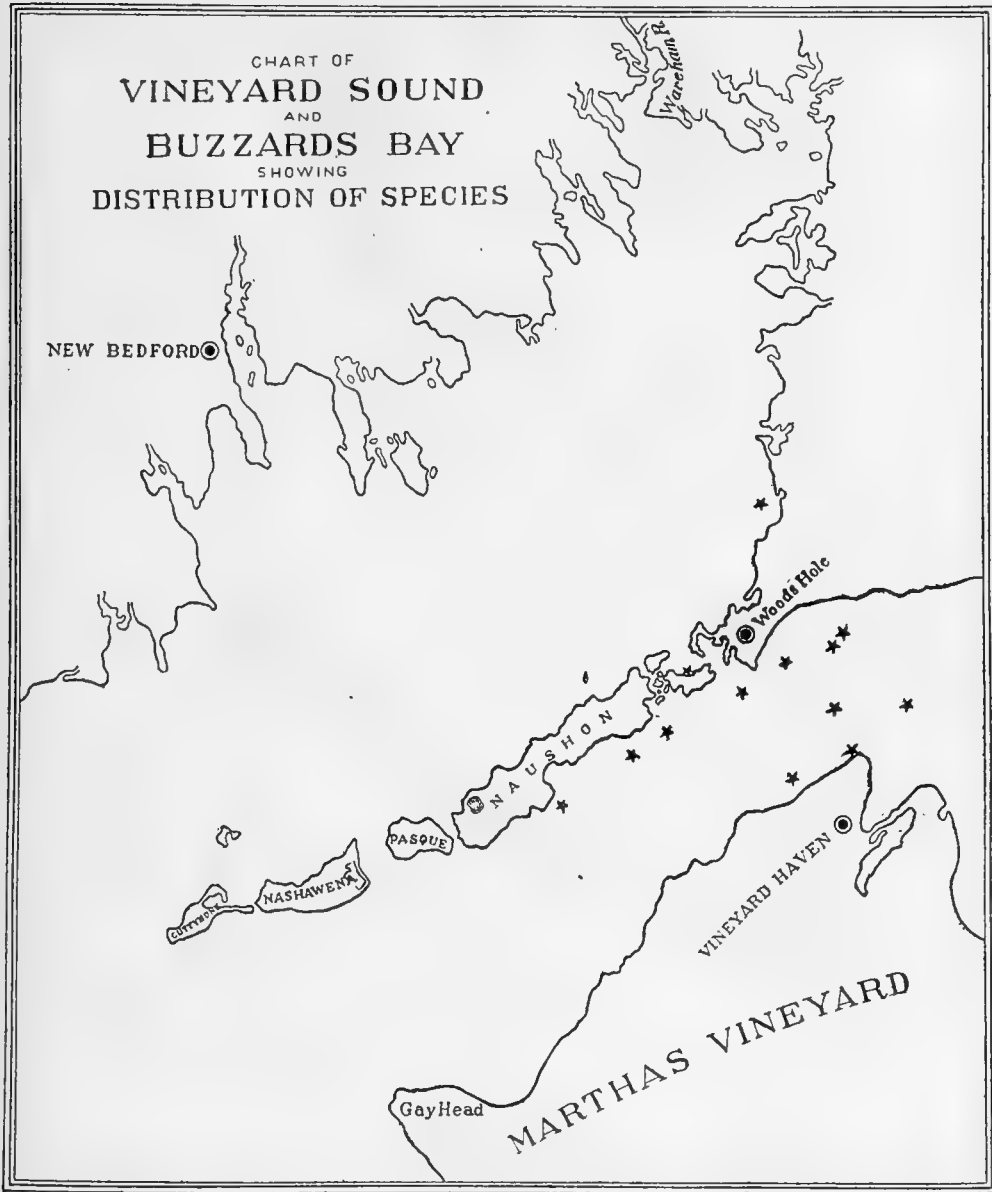 CHART OF
VINEYARD SOUND
AND
BUZZARDS BAY
SHOWING
DISTRIBUTION OF SPECIES
Wareham R.
NEW BEDFORD
Woods Hole
NAUSHON
PASQUE
NASHAWENA
CUTTYHUNK
VINEYARD HAVEN
MARTHAS VINEYARD
Gay Head